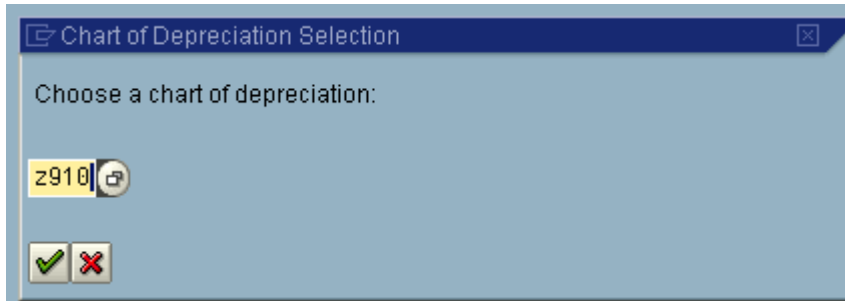 Chart of Depreciation Selection
Choose a chart of depreciation:
z910